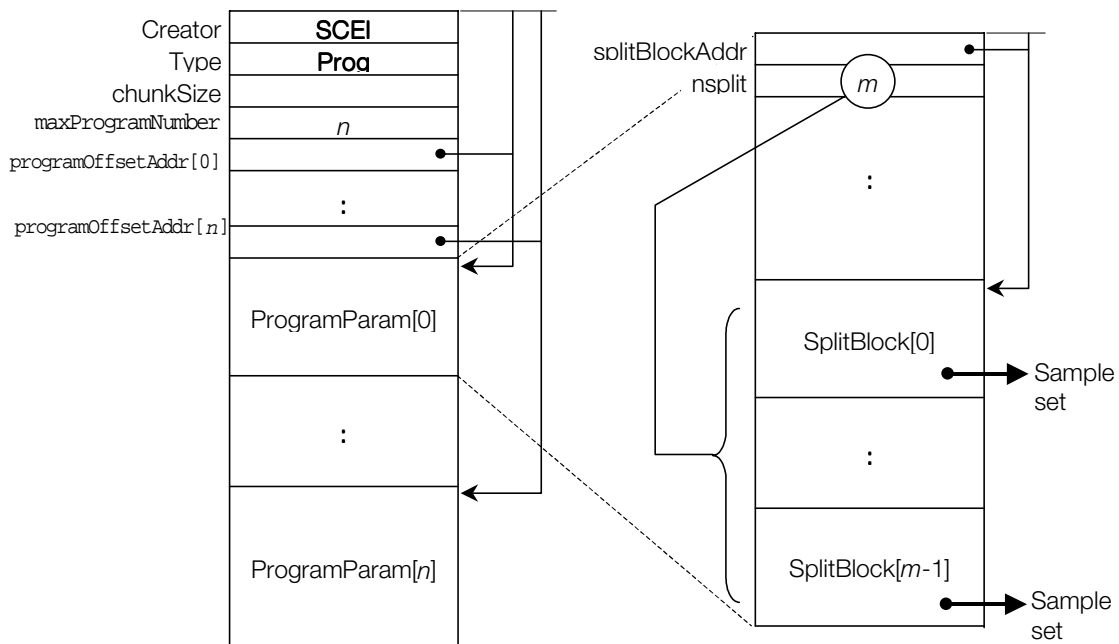 Creator SCEI
Type Prog
chunkSize
maxProgramNumber n
programOffsetAddr[0]
:
programOffsetAddr[n]
ProgramParam[0]
:
ProgramParam[n]
splitBlockAddr
nsplit m
:
SplitBlock[0]
Sample
set
:
SplitBlock[m-1]
Sample
set